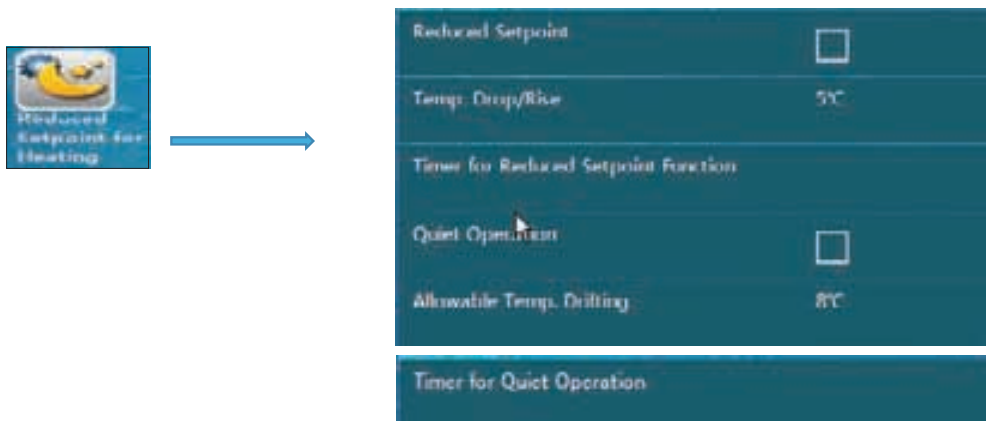 Reduced
Setpoint for
Heating
Reduced Setpoint
Temp. Drop/Rise 5℃
Timer for Reduced Setpoint Function
Quiet Operation
Allowable Temp. Drifting 8℃
Timer for Quiet Operation